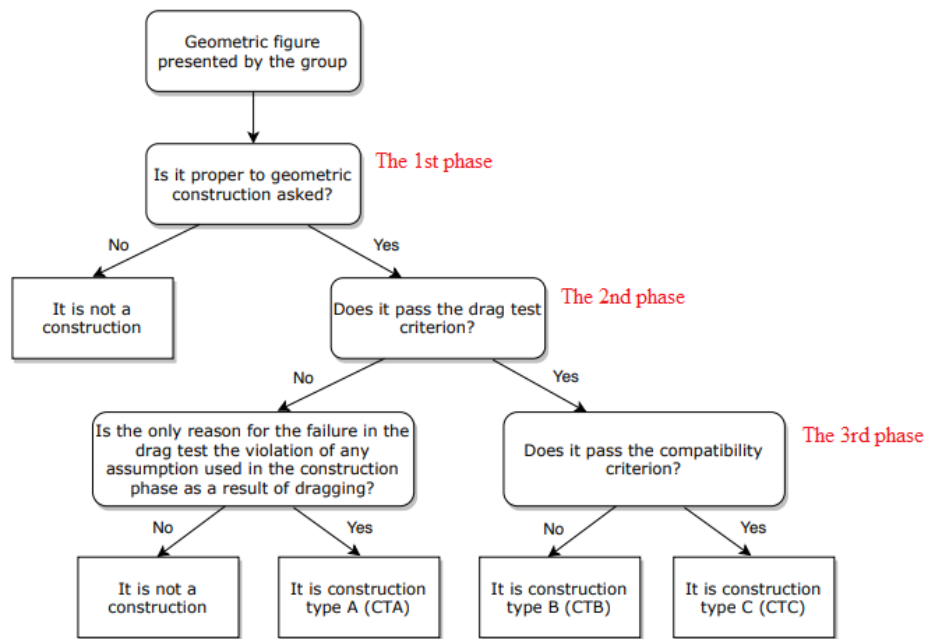 Geometric figure
presented by the group
The 1st phase
Is it proper to geometric
construction asked?
No
Yes
It is not a
construction
The 2nd phase
Does it pass the drag test
criterion?
No
Yes
Is the only reason for the failure in the
drag test the violation of any
assumption used in the construction
phase as a result of dragging?
The 3rd phase
Does it pass the compatibility
criterion?
No
Yes
No
Yes
It is not a
construction
It is construction
type A (CTA)
It is construction
type B (CTB)
It is construction
type C (CTC)